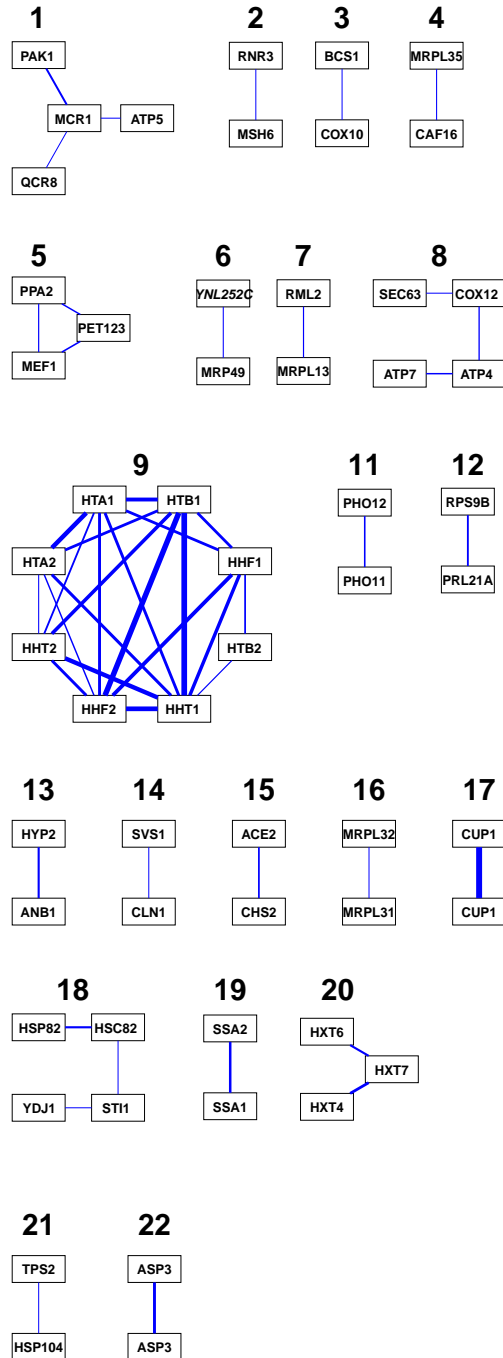 1 2 3 4
PAK1 RNR3 BCS1 MRPL35
MCR1 ATP5 MSH6 COX10 CAF16
QCR8
5 6 7 8
PPA2 YNL252C RML2 SEC63 COX12
PET123
MEF1 MRP49 MRPL13 ATP7 ATP4
9 11 12
HTA1 HTB1 PHO12 RPS9B
HTA2 HHF1
PHO11 PRL21A
HHT2 HTB2
HHF2 HHT1
13 14 15 16 17
HYP2 SVS1 ACE2 MRPL32 CUP1
ANB1 CLN1 CHS2 MRPL31 CUP1
18 19 20
HSP82 HSC82 SSA2 HXT6
HXT7
YDJ1 STI1 SSA1 HXT4
21 22
TPS2 ASP3
HSP104 ASP3